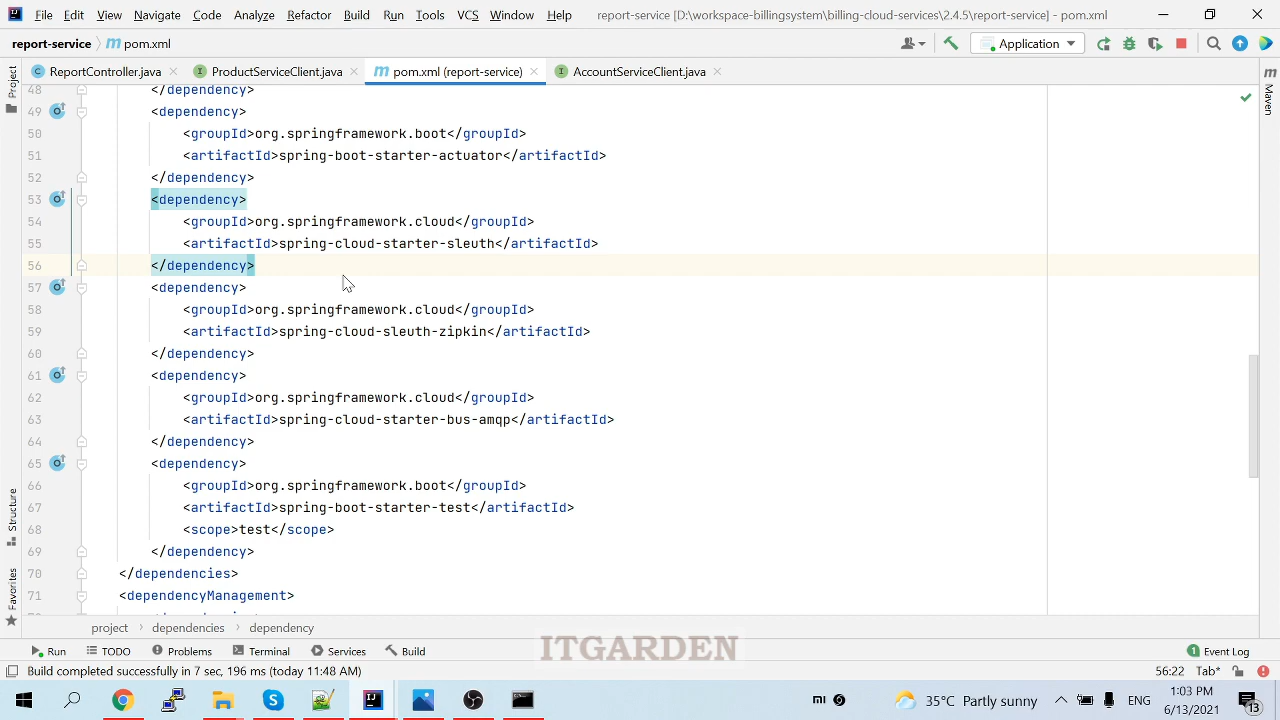 File Edit View Navigate Code Analyze Refactor Build Run Tools VCS Window Help report-service [D:\workspace-billingsystem\billing-cloud-services\2.4.5\report-service] - pom.xml
report-service pom.xml Application
ReportController.java ProductServiceClient.java pom.xml (report-service) AccountServiceClient.java
Project
Maven
Structure
Favorites
48 </dependency>
49 <dependency>
50 <groupId>org.springframework.boot</groupId>
51 <artifactId>spring-boot-starter-actuator</artifactId>
52 </dependency>
53 <dependency>
54 <groupId>org.springframework.cloud</groupId>
55 <artifactId>spring-cloud-starter-sleuth</artifactId>
56 </dependency>
57 <dependency>
58 <groupId>org.springframework.cloud</groupId>
59 <artifactId>spring-cloud-sleuth-zipkin</artifactId>
60 </dependency>
61 <dependency>
62 <groupId>org.springframework.cloud</groupId>
63 <artifactId>spring-cloud-starter-bus-amqp</artifactId>
64 </dependency>
65 <dependency>
66 <groupId>org.springframework.boot</groupId>
67 <artifactId>spring-boot-starter-test</artifactId>
68 <scope>test</scope>
69 </dependency>
70 </dependencies>
71 <dependencyManagement>
project dependencies dependency
ITGARDEN
Run TODO Problems Terminal Services Build 1 Event Log
Build completed successfully in 7 sec, 196 ms (today 11:48 AM) 56:22 Tab*
35°C Partly sunny ENG 1:03 PM
6/13/2021 13